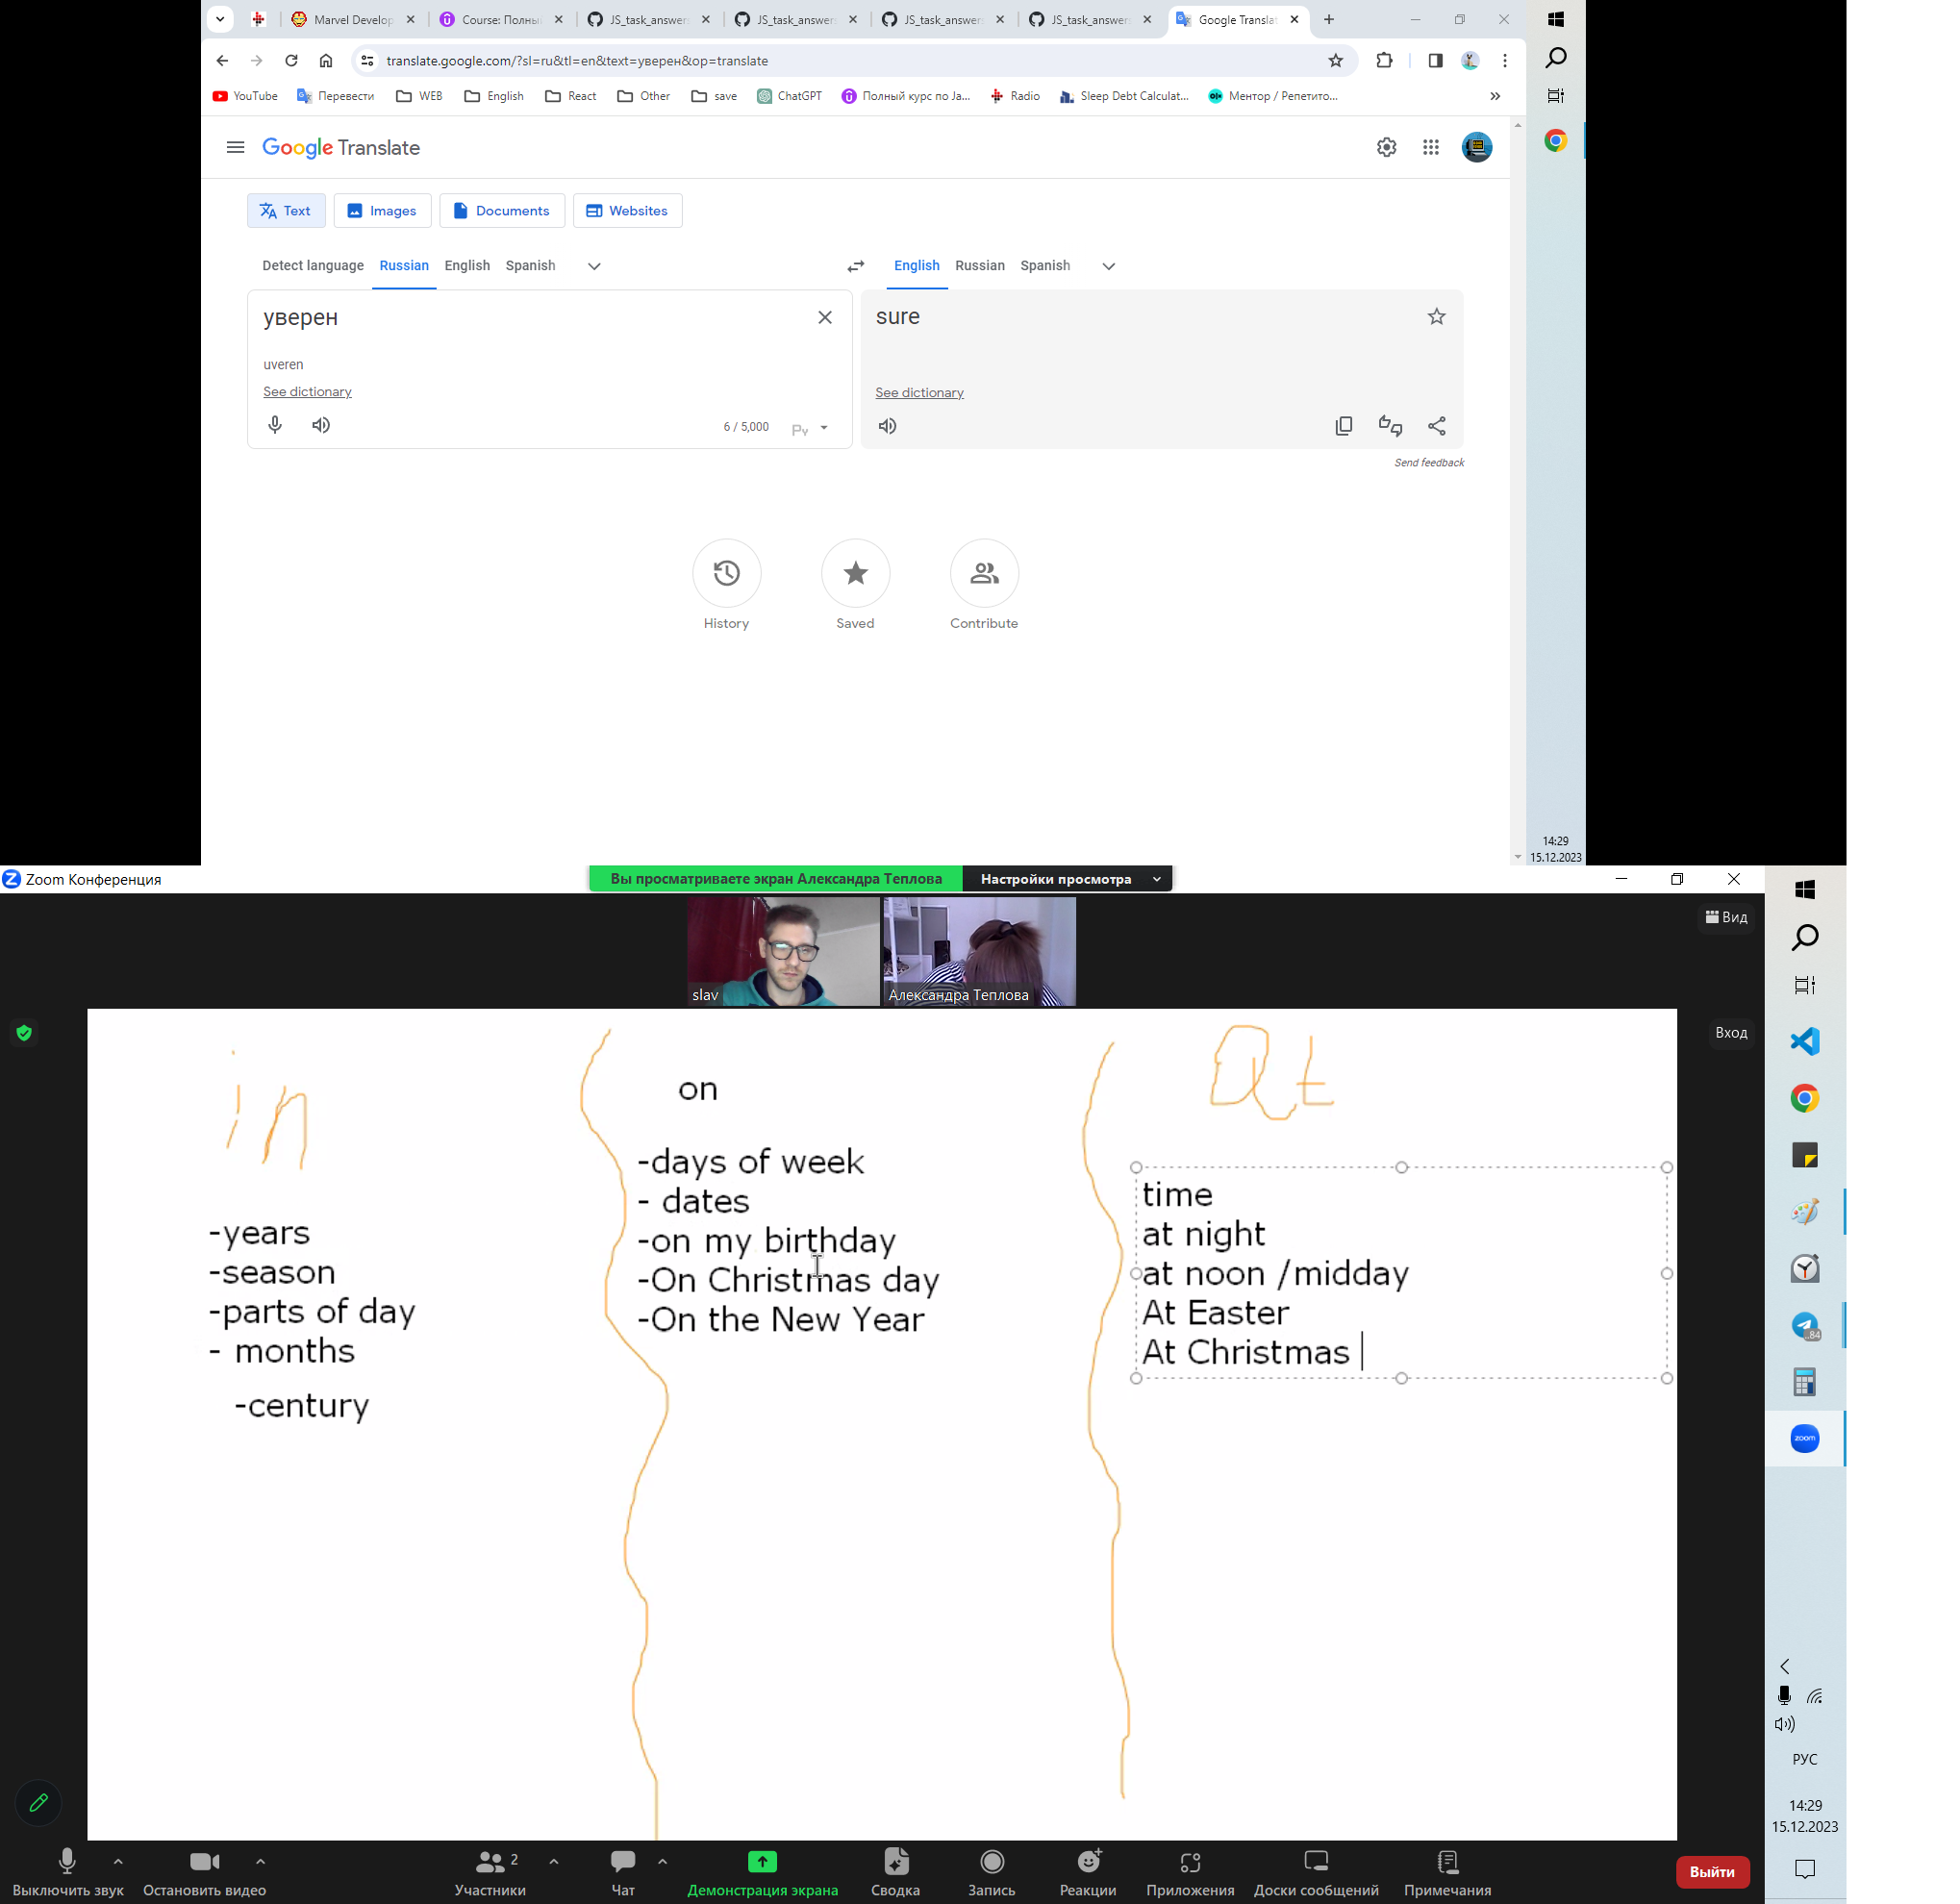 Marvel Develop
Course: Полны
JS_task_answer
JS_task_answer
JS_task_answer
JS_task_answer
Google Translat
translate.google.com/?sl=ru&tl=en&text=уверен&op=translate
YouTube
Перевести
WEB
English
React
Other
save
ChatGPT
Полный курс по Ja...
Radio
Sleep Debt Calculat...
Ментор / Репетито...
Google Translate
Text
Images
Documents
Websites
Detect language
Russian
English
Spanish
English
Russian
Spanish
уверен
sure
uveren
See dictionary
See dictionary
6 / 5,000
Ру
Send feedback
History
Saved
Contribute
14:29
15.12.2023
Zoom Конференция
Вы просматриваете экран Александра Теплова
Настройки просмотра
Вид
slav
Александра Теплова
Вход
in
-years
-season
-parts of day
- months
-century
on
-days of week
- dates
-on my birthday
-On Christmas day
-On the New Year
at
time
at night
at noon /midday
At Easter
At Christmas
..84
zoom
РУС
14:29
15.12.2023
Выключить звук
Остановить видео
2
Участники
Чат
Демонстрация экрана
Сводка
Запись
Реакции
Приложения
Доски сообщений
Примечания
Выйти